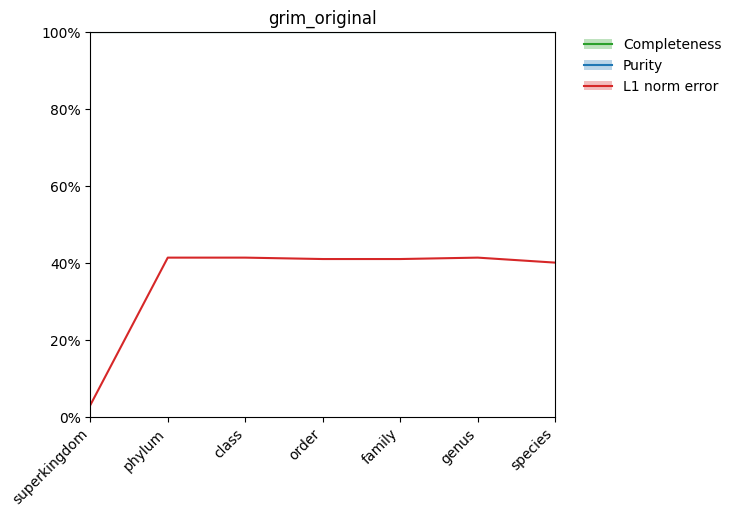 grim_original
100%
80%
60%
40%
20%
0%
superkingdom
phylum
class
order
family
genus
species
Completeness
Purity
L1 norm error